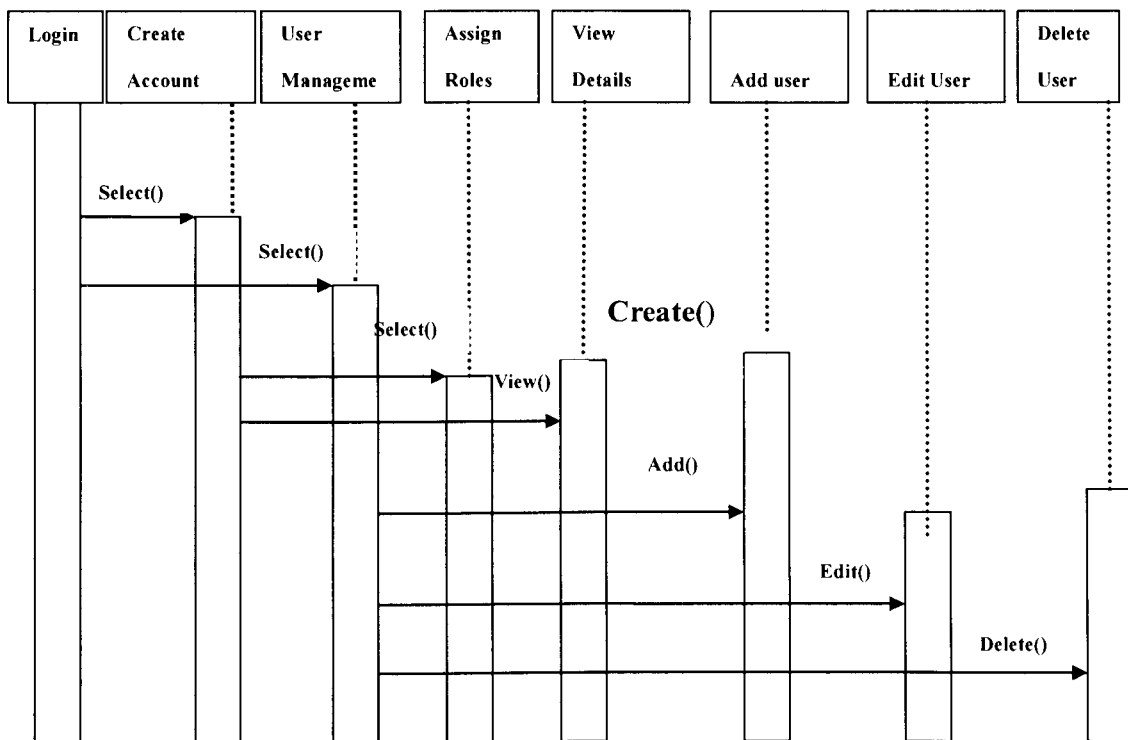 Login
Create
Account
User
Manageme
Assign
Roles
View
Details
Add user
Edit User
Delete
User
Select()
Select()
Create()
Select()
View()
Add()
Edit()
Delete()